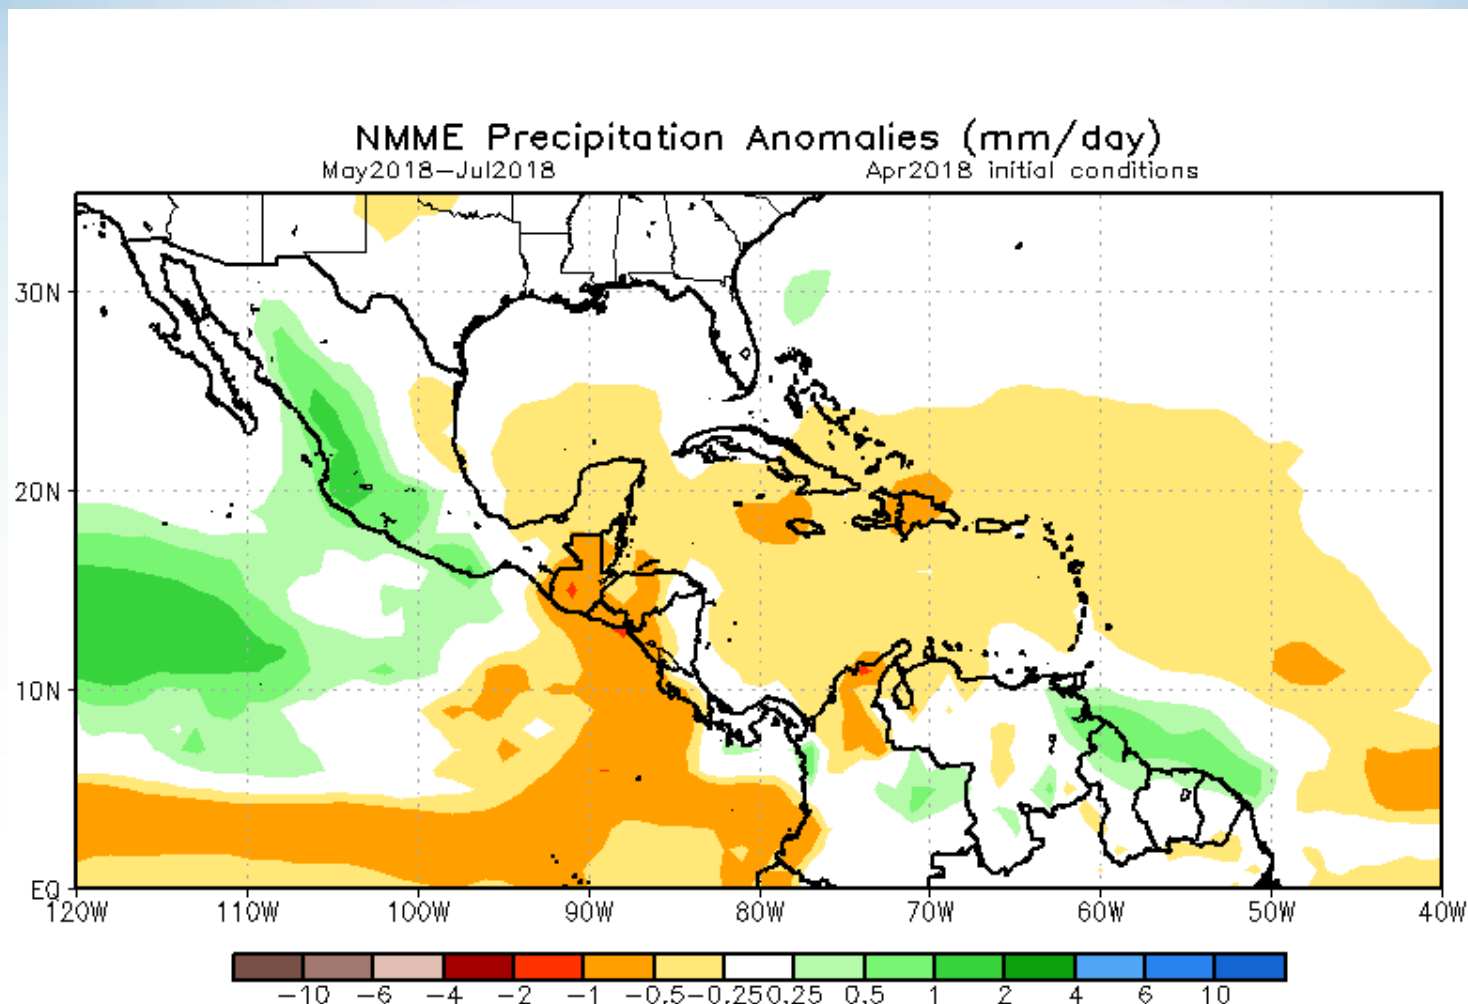 NMME Precipitation Anomalies (mm/day)
May2018-Jul2018 Apr2018 initial conditions
30N
20N
10N
EQ
120W 110W 100W 90W 80W 70W 60W 50W 40W
-10 -6 -4 -2 -1 -0.5 -0.25 0.25 0.5 1 2 4 6 10